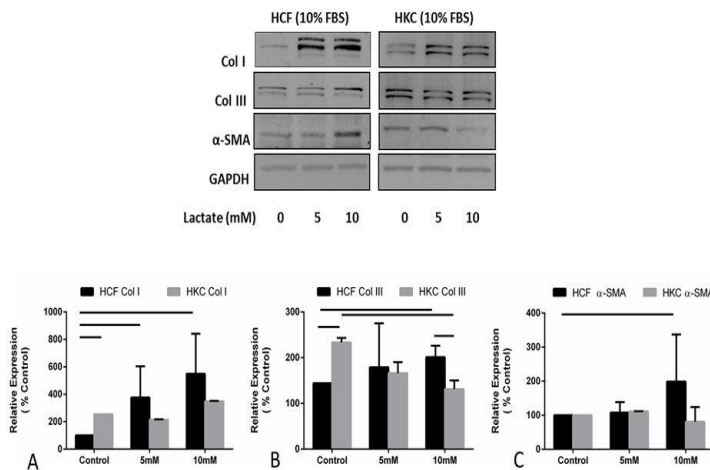 HCF (10% FBS) HKC (10% FBS)
Col I
Col III
α-SMA
GAPDH
Lactate (mM) 0 5 10 0 5 10
HCF Col I HKC Col I
1000
800
600
400
200
0
Relative Expression
( % Control)
Control 5mM 10mM
A
HCF Col III HKC Col III
300
200
100
0
Relative Expression
( % Control)
Control 5mM 10mM
B
HCF α-SMA HKC α-SMA
400
300
200
100
0
Relative Expression
( % Control)
Control 5mM 10mM
C